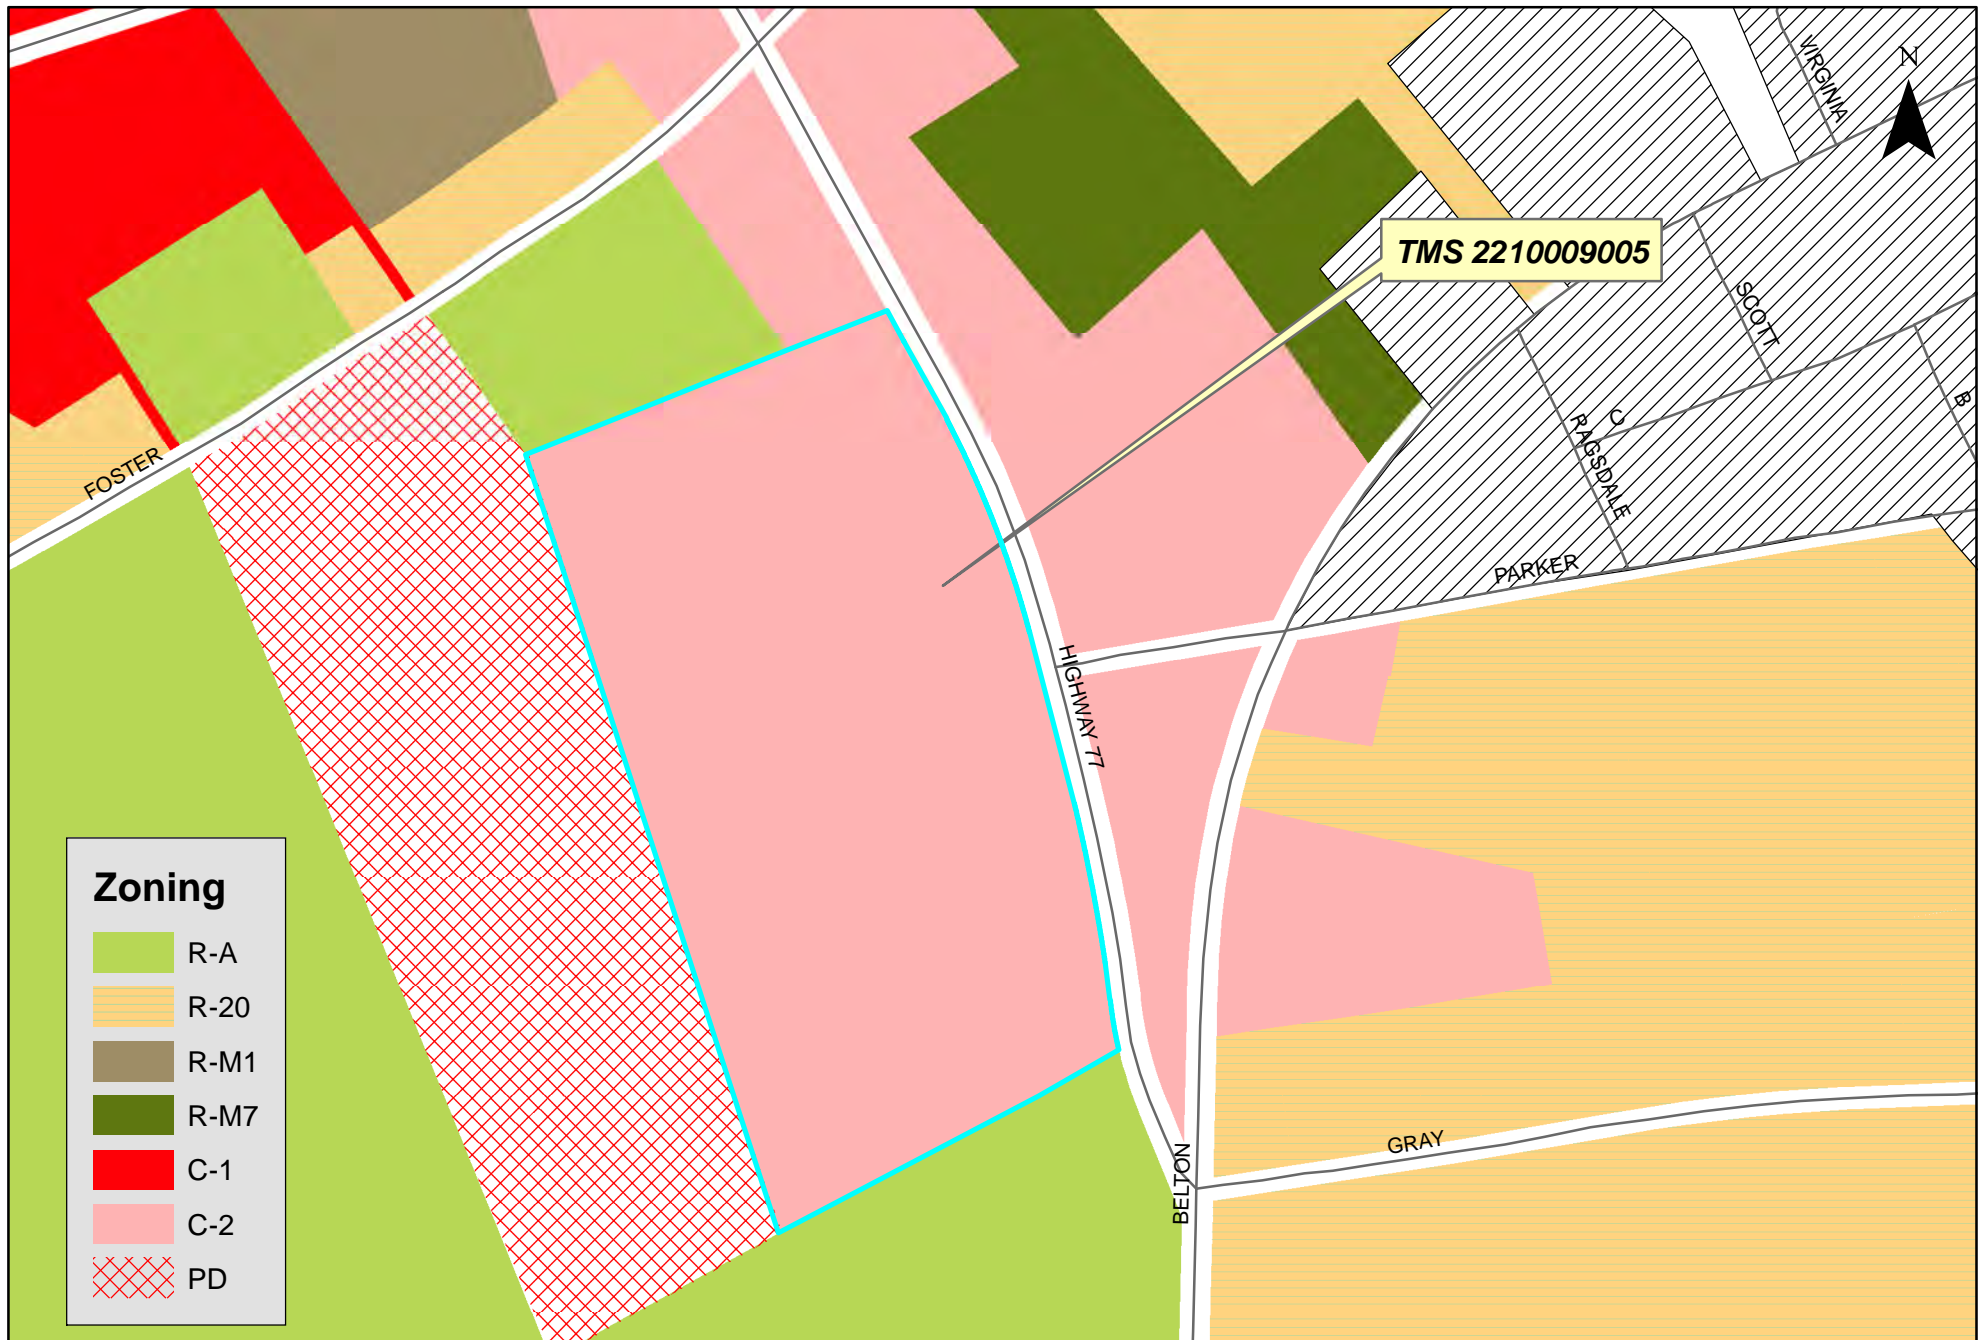 VIRGINIA
N
TMS 2210009005
SCOTT
B
C
RAGSDALE
FOSTER
PARKER
HIGHWAY 77
GRAY
BELTON
Zoning
R-A
R-20
R-M1
R-M7
C-1
C-2
PD